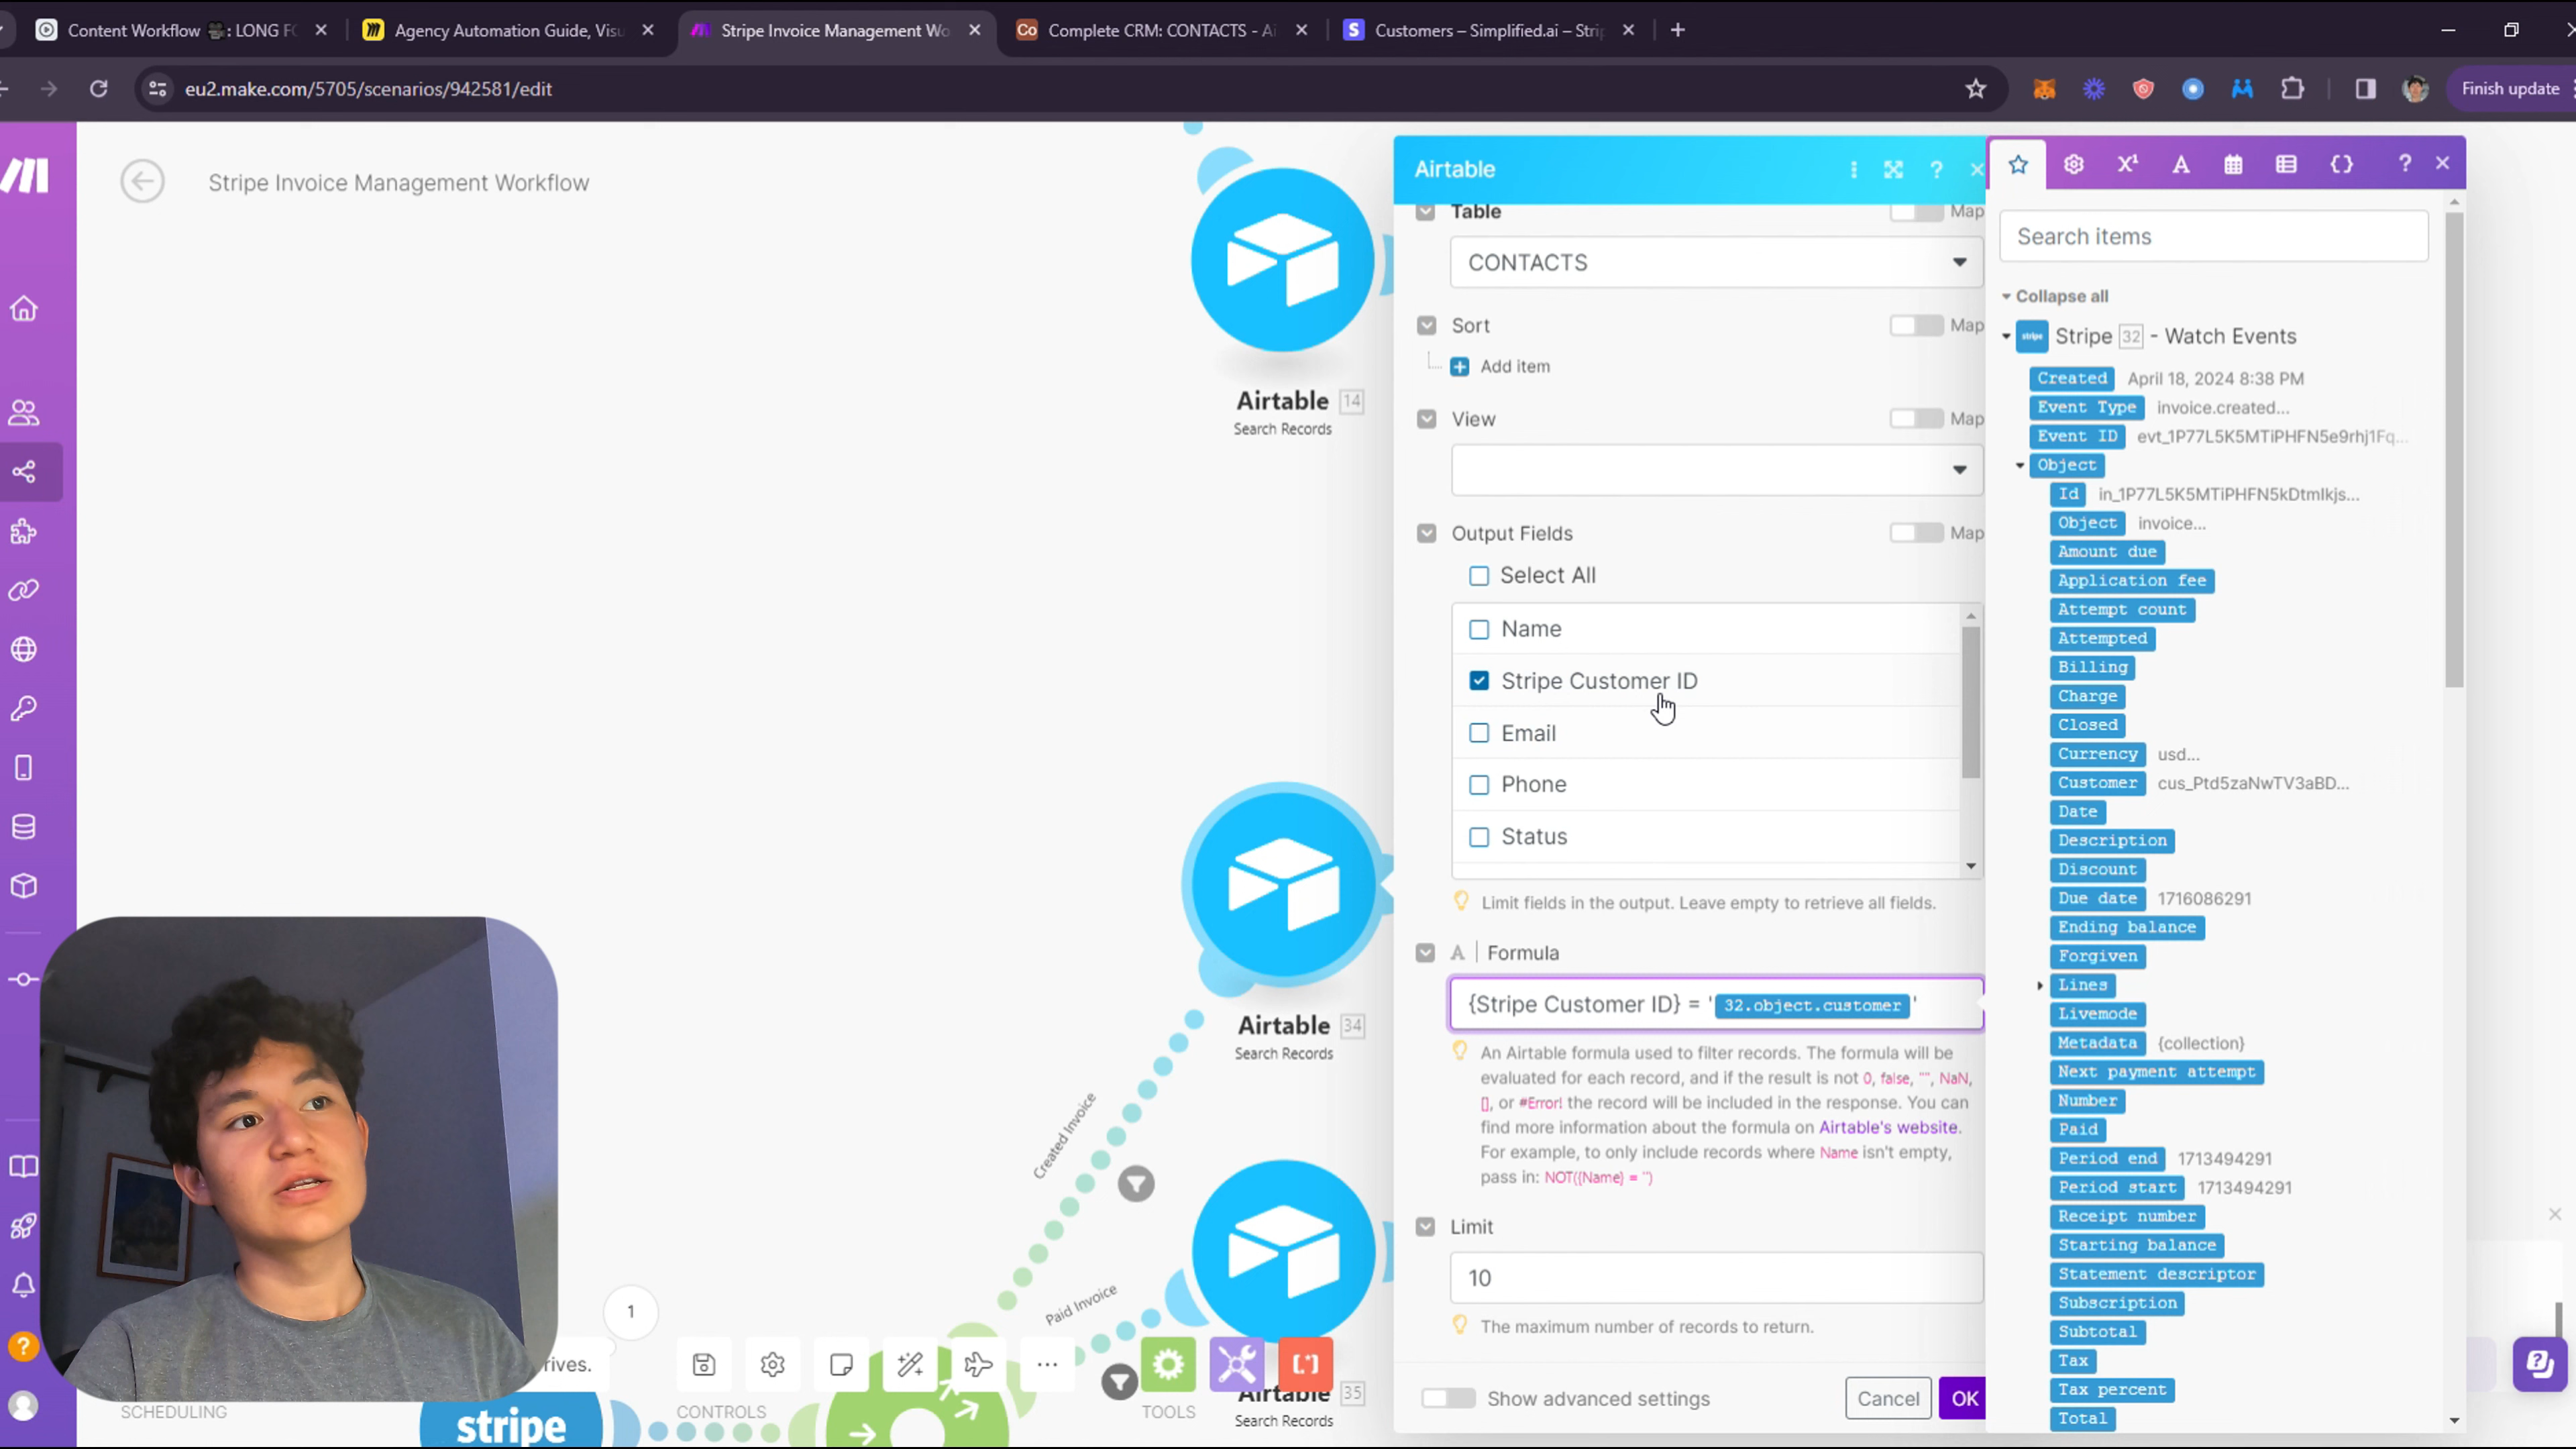 Content Workflow : LONG FO
Agency Automation Guide, Visu
Stripe Invoice Management Wo
Co Complete CRM: CONTACTS - Ai
S Customers – Simplified.ai – Strip
eu2.make.com/5705/scenarios/942581/edit
Finish update
Stripe Invoice Management Workflow
Airtable 14
Search Records
Airtable 34
Search Records
Created Invoice
Paid Invoice
Airtable 35
Search Records
1
rives.
stripe
SCHEDULING
CONTROLS
TOOLS
Airtable
Table
Map
CONTACTS
Sort
Map
Add item
View
Map
Output Fields
Map
Select All
Name
Stripe Customer ID
Email
Phone
Status
Limit fields in the output. Leave empty to retrieve all fields.
A | Formula
{Stripe Customer ID} = ' 32.object.customer '
An Airtable formula used to filter records. The formula will be
evaluated for each record, and if the result is not 0, false, "", NaN,
[], or #Error! the record will be included in the response. You can
find more information about the formula on Airtable's website.
For example, to only include records where Name isn't empty,
pass in: NOT({Name} = '')
Limit
10
The maximum number of records to return.
Show advanced settings
Cancel
OK
Search items
Collapse all
stripe Stripe 32 - Watch Events
Created April 18, 2024 8:38 PM
Event Type invoice.created...
Event ID evt_1P77L5K5MTiPHFN5e9rhj1Fq...
Object
Id in_1P77L5K5MTiPHFN5kDtmlkjs...
Object invoice...
Amount due
Application fee
Attempt count
Attempted
Billing
Charge
Closed
Currency usd...
Customer cus_Ptd5zaNwTV3aBD...
Date
Description
Discount
Due date 1716086291
Ending balance
Forgiven
Lines
Livemode
Metadata {collection}
Next payment attempt
Number
Paid
Period end 1713494291
Period start 1713494291
Receipt number
Starting balance
Statement descriptor
Subscription
Subtotal
Tax
Tax percent
Total